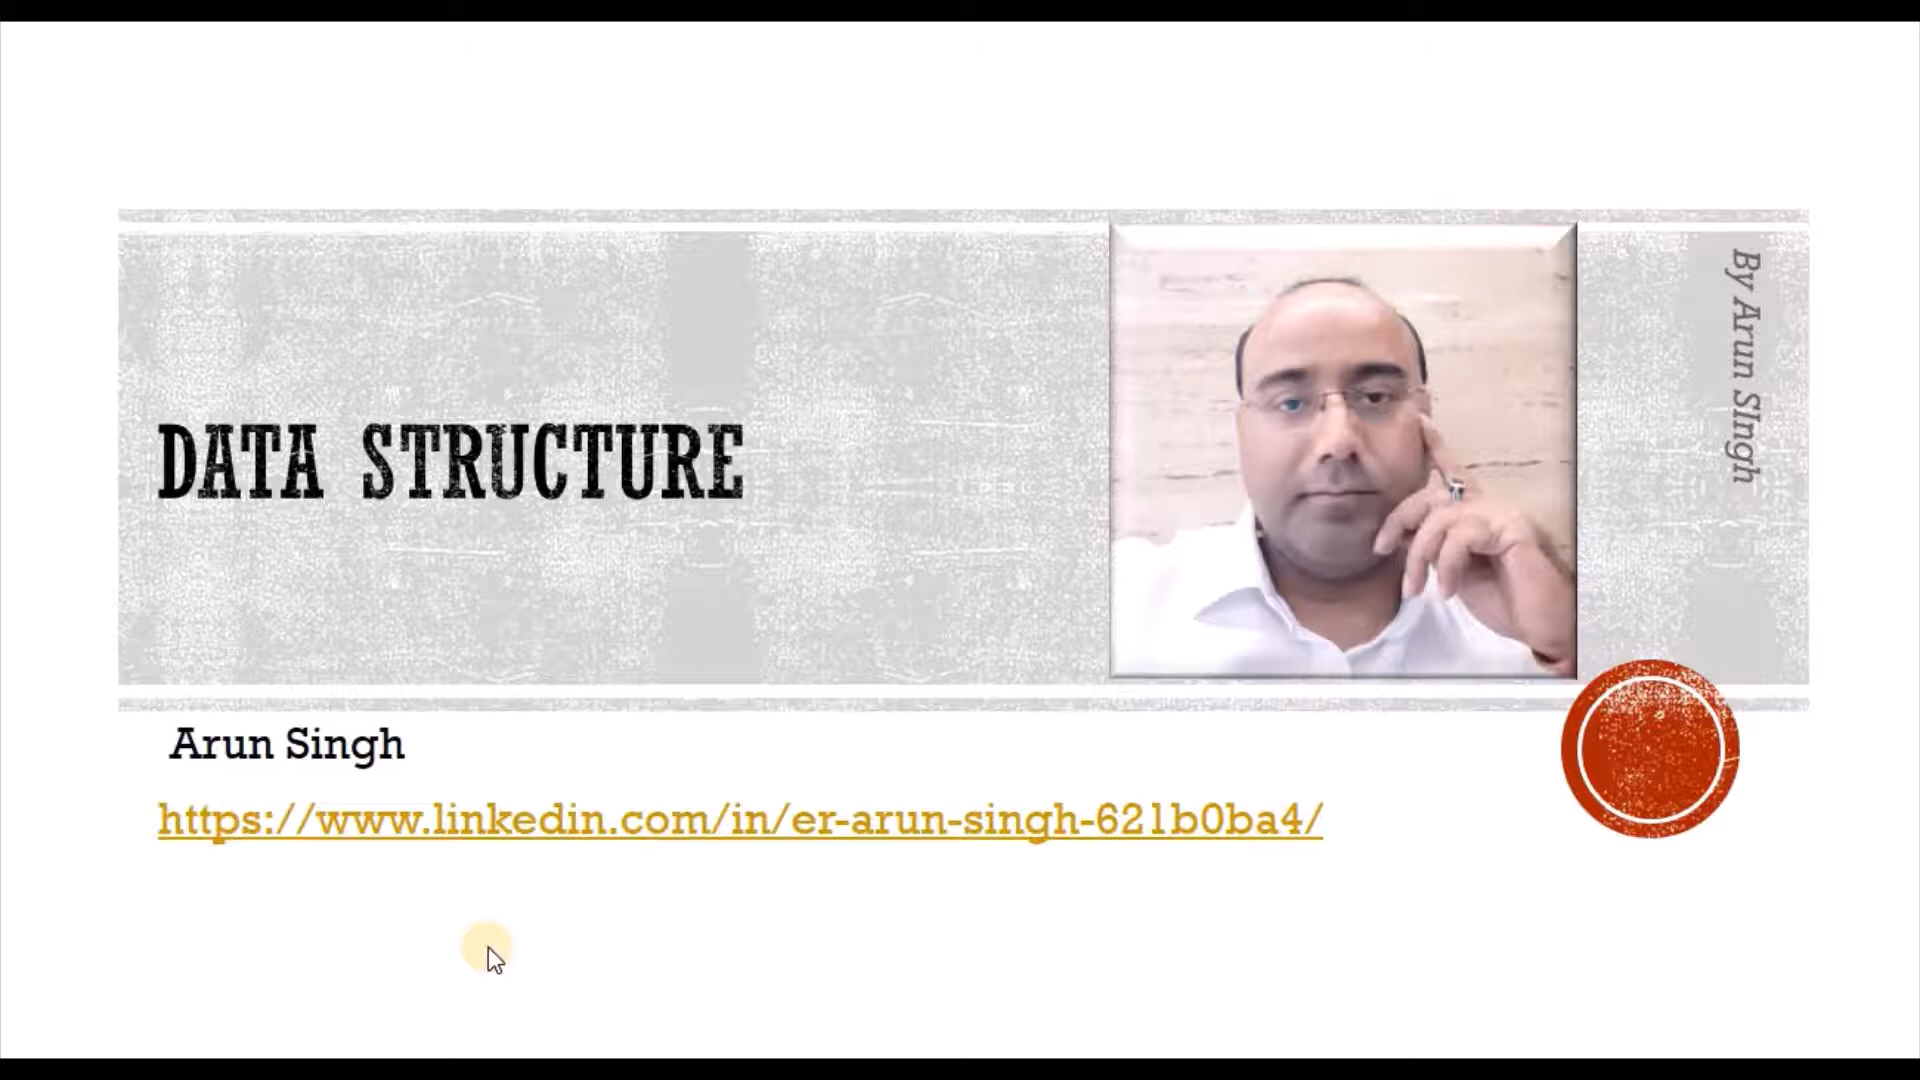 By Arun SIngh
DATA STRUCTURE
Arun Singh
https://www.linkedin.com/in/er-arun-singh-621b0ba4/